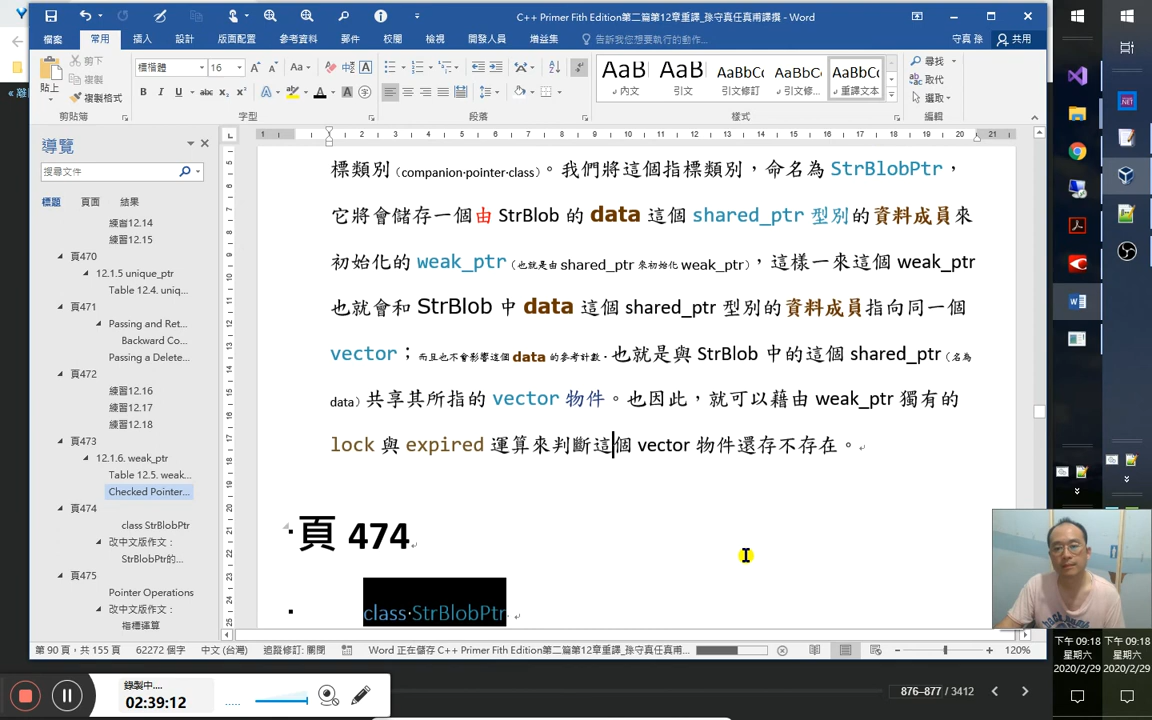 C++ Primer Fith Edition第二篇第12章重譯_孫守真任真甫譯撰 - Word
檔案 常用 插入 設計 版面配置 參考資料 郵件 校閱 檢視 開發人員 增益集 告訴我您想要執行的動作... 守真 孫 共用
貼上 剪下 複製 複製格式 剪貼簿
標楷體 16 字型
段落
AaB AaB AaBbCc AaBbCc AaBbCc
內文 引文 引文修訂 引文修... 重譯文本
樣式
尋找 取代 選取 編輯
導覽
搜尋文件
標題 頁面 結果
練習12.14
練習12.15
頁470
12.1.5 unique_ptr
Table 12.4. uniq...
頁471
Passing and Ret...
Backward Co...
Passing a Delete...
頁472
練習12.16
練習12.17
練習12.18
頁473
12.1.6. weak_ptr
Table 12.5. weak...
Checked Pointer...
頁474
class StrBlobPtr
改中文版作文：
StrBlobPtr的...
頁475
Pointer Operations
改中文版作文：
指標運算
標類別（companion·pointer·class）。我們將這個指標類別，命名為 StrBlobPtr，
它將會儲存一個由 StrBlob 的 data 這個 shared_ptr 型別的資料成員來
初始化的 weak_ptr（也就是由 shared_ptr 來初始化 weak_ptr），這樣一來這個 weak_ptr
也就會和 StrBlob 中 data 這個 shared_ptr 型別的資料成員指向同一個
vector；而且也不會影響這個 data 的參考計數．也就是與 StrBlob 中的這個 shared_ptr（名為
data）共享其所指的 vector 物件。也因此，就可以藉由 weak_ptr 獨有的
lock 與 expired 運算來判斷這個 vector 物件還存不存在。
頁 474
class·StrBlobPtr
第 90 頁，共 155 頁 62272 個字 中文 (台灣) 追蹤修訂: 關閉 Word 正在儲存 C++ Primer Fith Edition第二篇第12章重譯_孫守真任真甫譯撰: 120%
錄製中....
02:39:12
876–877 / 3412
下午 09:18
星期六
2020/2/29
下午 09:18
星期六
2020/2/29